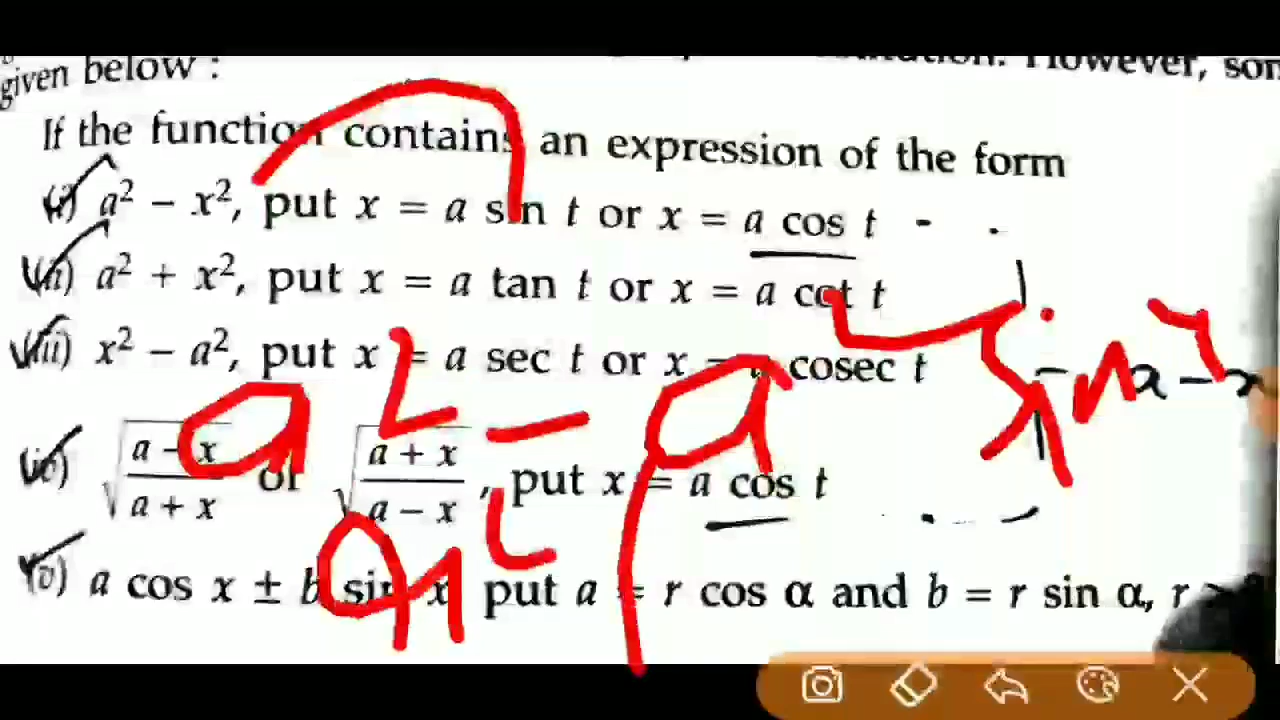 given below : However,
If the function contains an expression of the form
(i) a² − x², put x = a sin t or x = a cos t
(ii) a² + x², put x = a tan t or x = a cot t
(iii) x² − a², put x = a sec t or x = a cosec t
(iv) √((a − x)/(a + x)) or √((a + x)/(a − x)), put x = a cos t
(v) a cos x ± b sin x, put a = r cos α and b = r sin α, r >
a² − a sin²